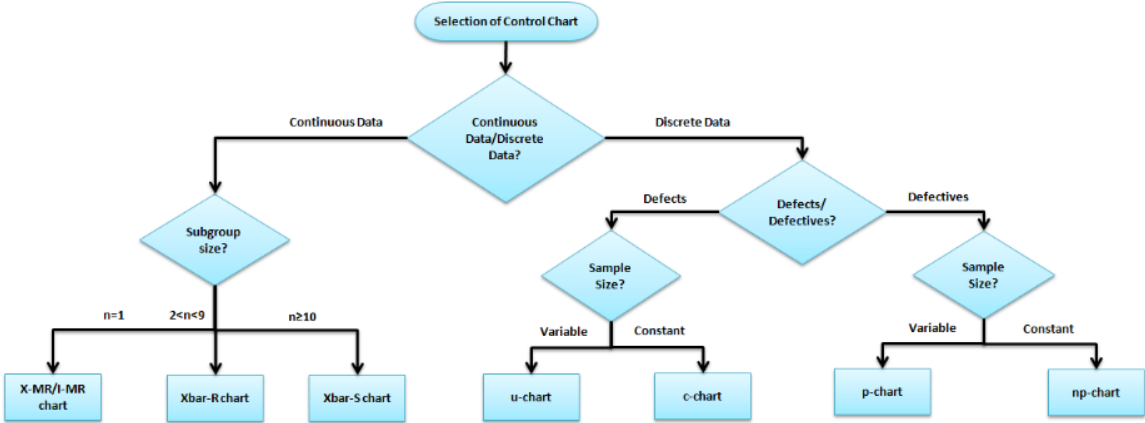 Selection of Control Chart
Continuous Data
Continuous
Data/Discrete
Data?
Discrete Data
Defects
Defects/
Defectives?
Defectives
Subgroup
size?
Sample
Size?
Sample
Size?
n=1
2<n<9
n≥10
Variable
Constant
Variable
Constant
X-MR/I-MR
chart
Xbar-R chart
Xbar-S chart
u-chart
c-chart
p-chart
np-chart